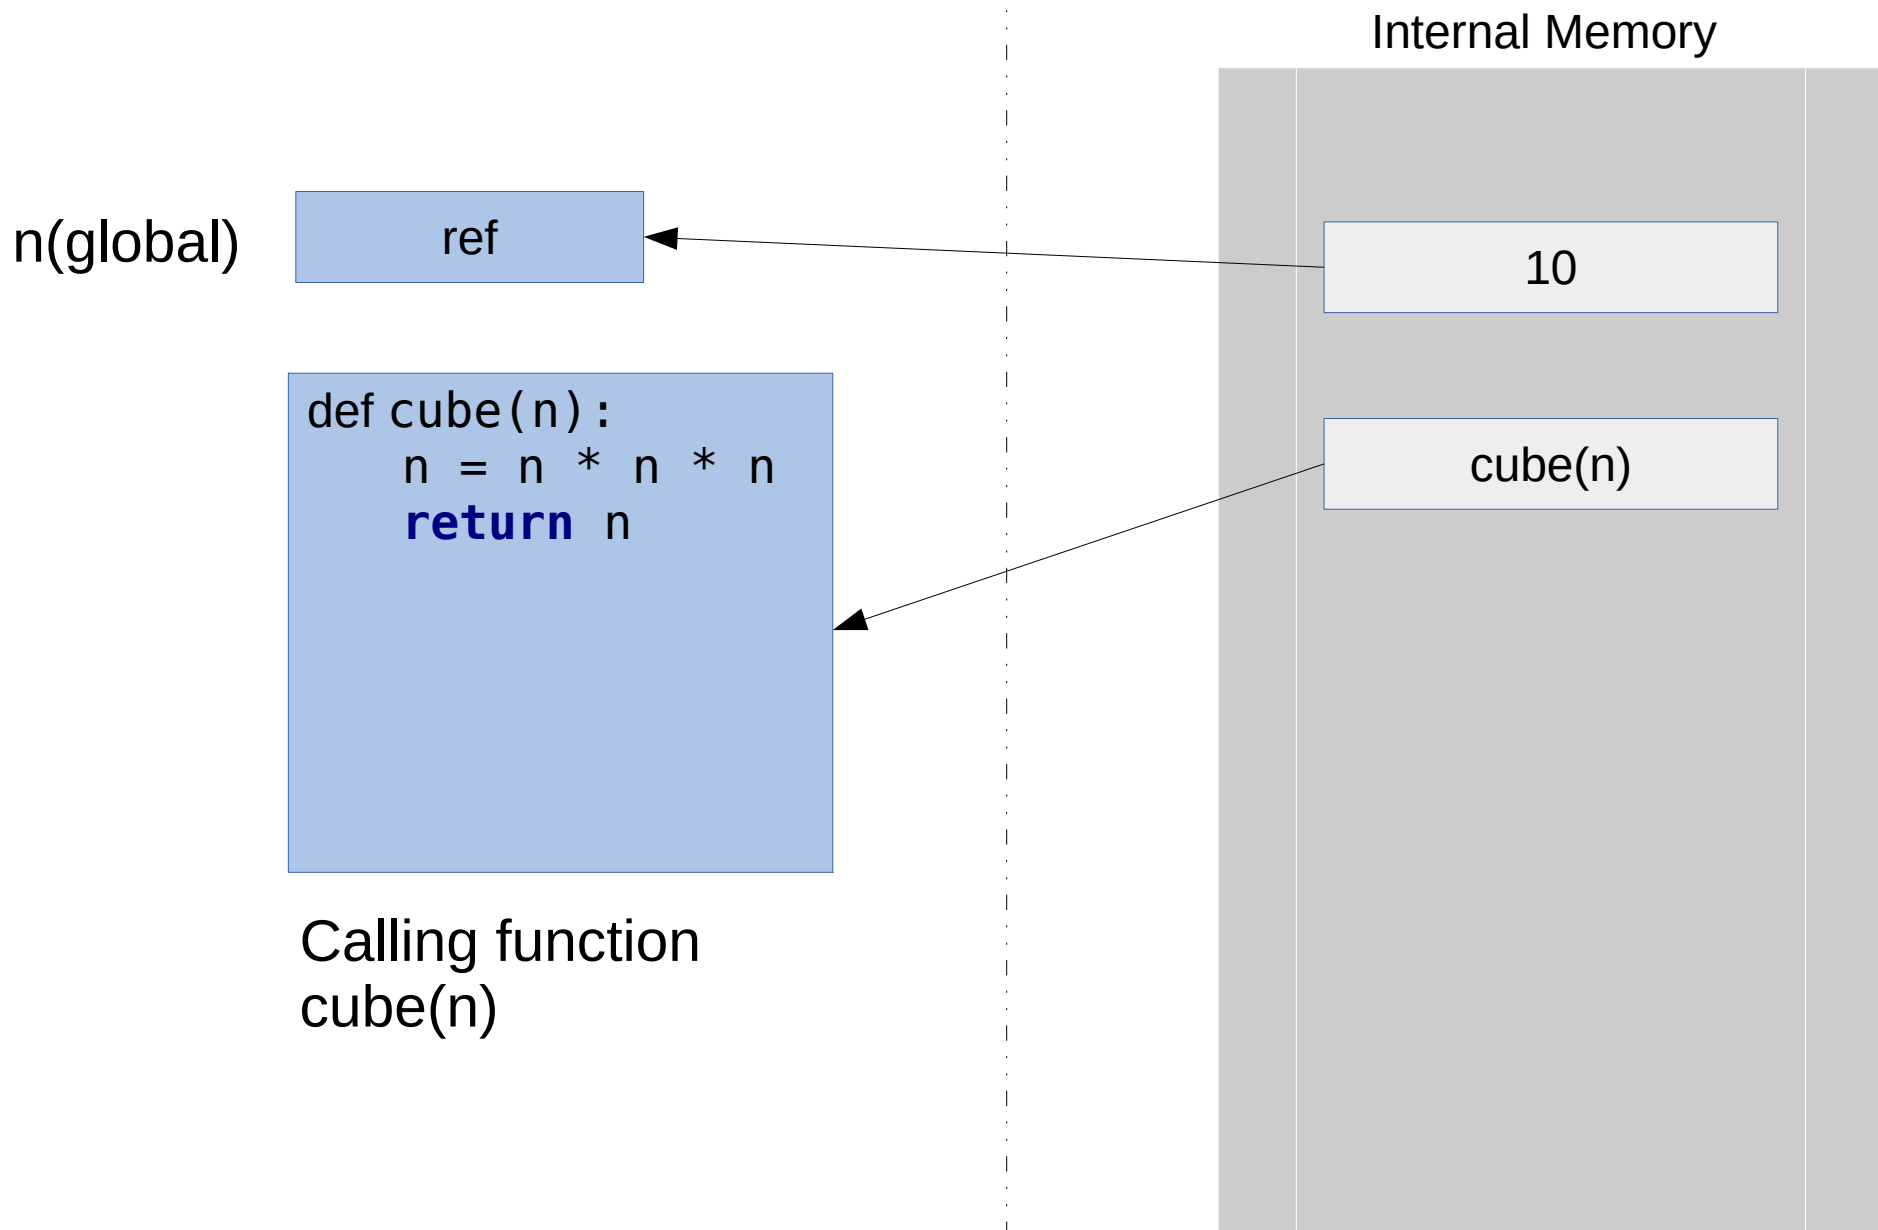 Internal Memory
n(global)
ref
10
def cube(n):
    n = n * n * n
    return n
cube(n)
Calling function
cube(n)